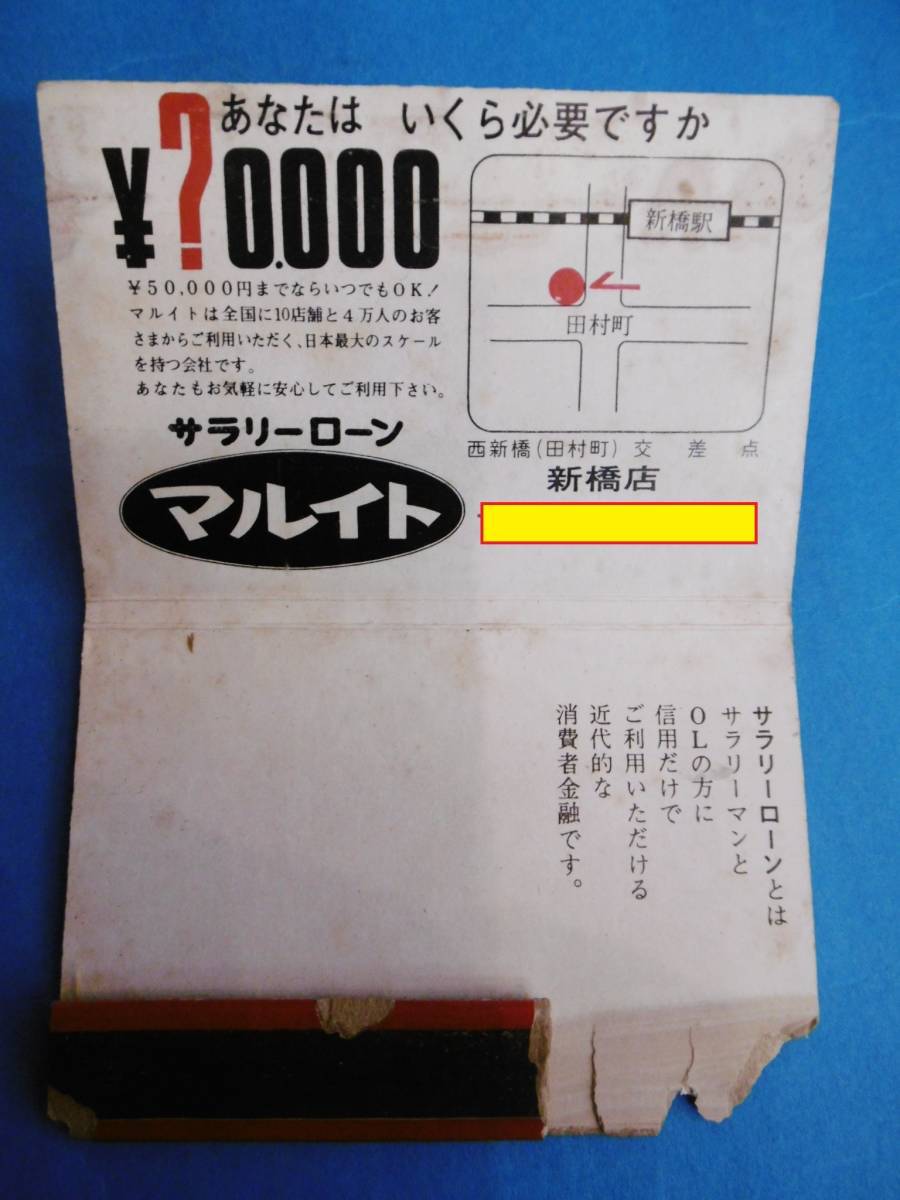 あなたは いくら必要ですか
¥?0.000
¥50,000円までならいつでもOK!
マルイトは全国に10店舗と4万人のお客
さまからご利用いただく、日本最大のスケール
を持つ会社です。
あなたもお気軽に安心してご利用下さい。
サラリーローン
マルイト
新橋駅
田村町
西新橋(田村町)交差点
新橋店
サラリーローンとは
サラリーマンと
OLの方に
信用だけで
ご利用いただける
近代的な
消費者金融です。